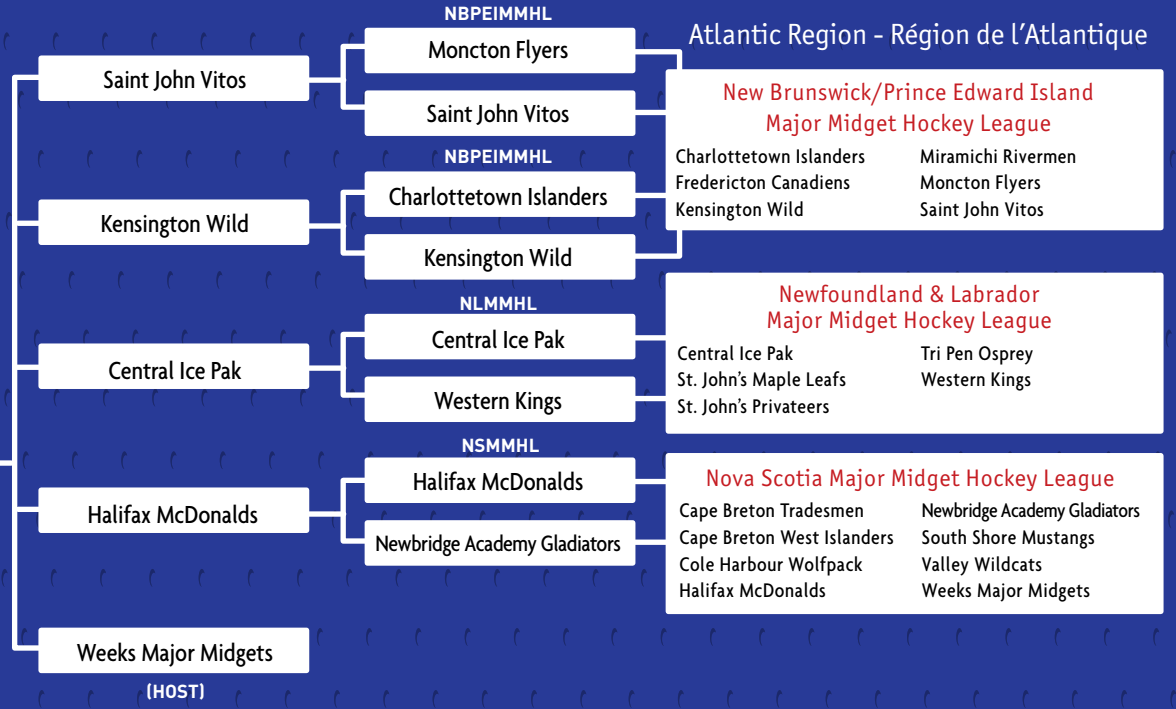 Atlantic Region - Région de l'Atlantique
Saint John Vitos
Kensington Wild
Central Ice Pak
Halifax McDonalds
Weeks Major Midgets
(HOST)
NBPEIMMHL
Moncton Flyers
Saint John Vitos
NBPEIMMHL
Charlottetown Islanders
Kensington Wild
NLMMHL
Central Ice Pak
Western Kings
NSMMHL
Halifax McDonalds
Newbridge Academy Gladiators
New Brunswick/Prince Edward Island
Major Midget Hockey League
Charlottetown Islanders
Fredericton Canadiens
Kensington Wild
Miramichi Rivermen
Moncton Flyers
Saint John Vitos
Newfoundland & Labrador
Major Midget Hockey League
Central Ice Pak
St. John's Maple Leafs
St. John's Privateers
Tri Pen Osprey
Western Kings
Nova Scotia Major Midget Hockey League
Cape Breton Tradesmen
Cape Breton West Islanders
Cole Harbour Wolfpack
Halifax McDonalds
Newbridge Academy Gladiators
South Shore Mustangs
Valley Wildcats
Weeks Major Midgets